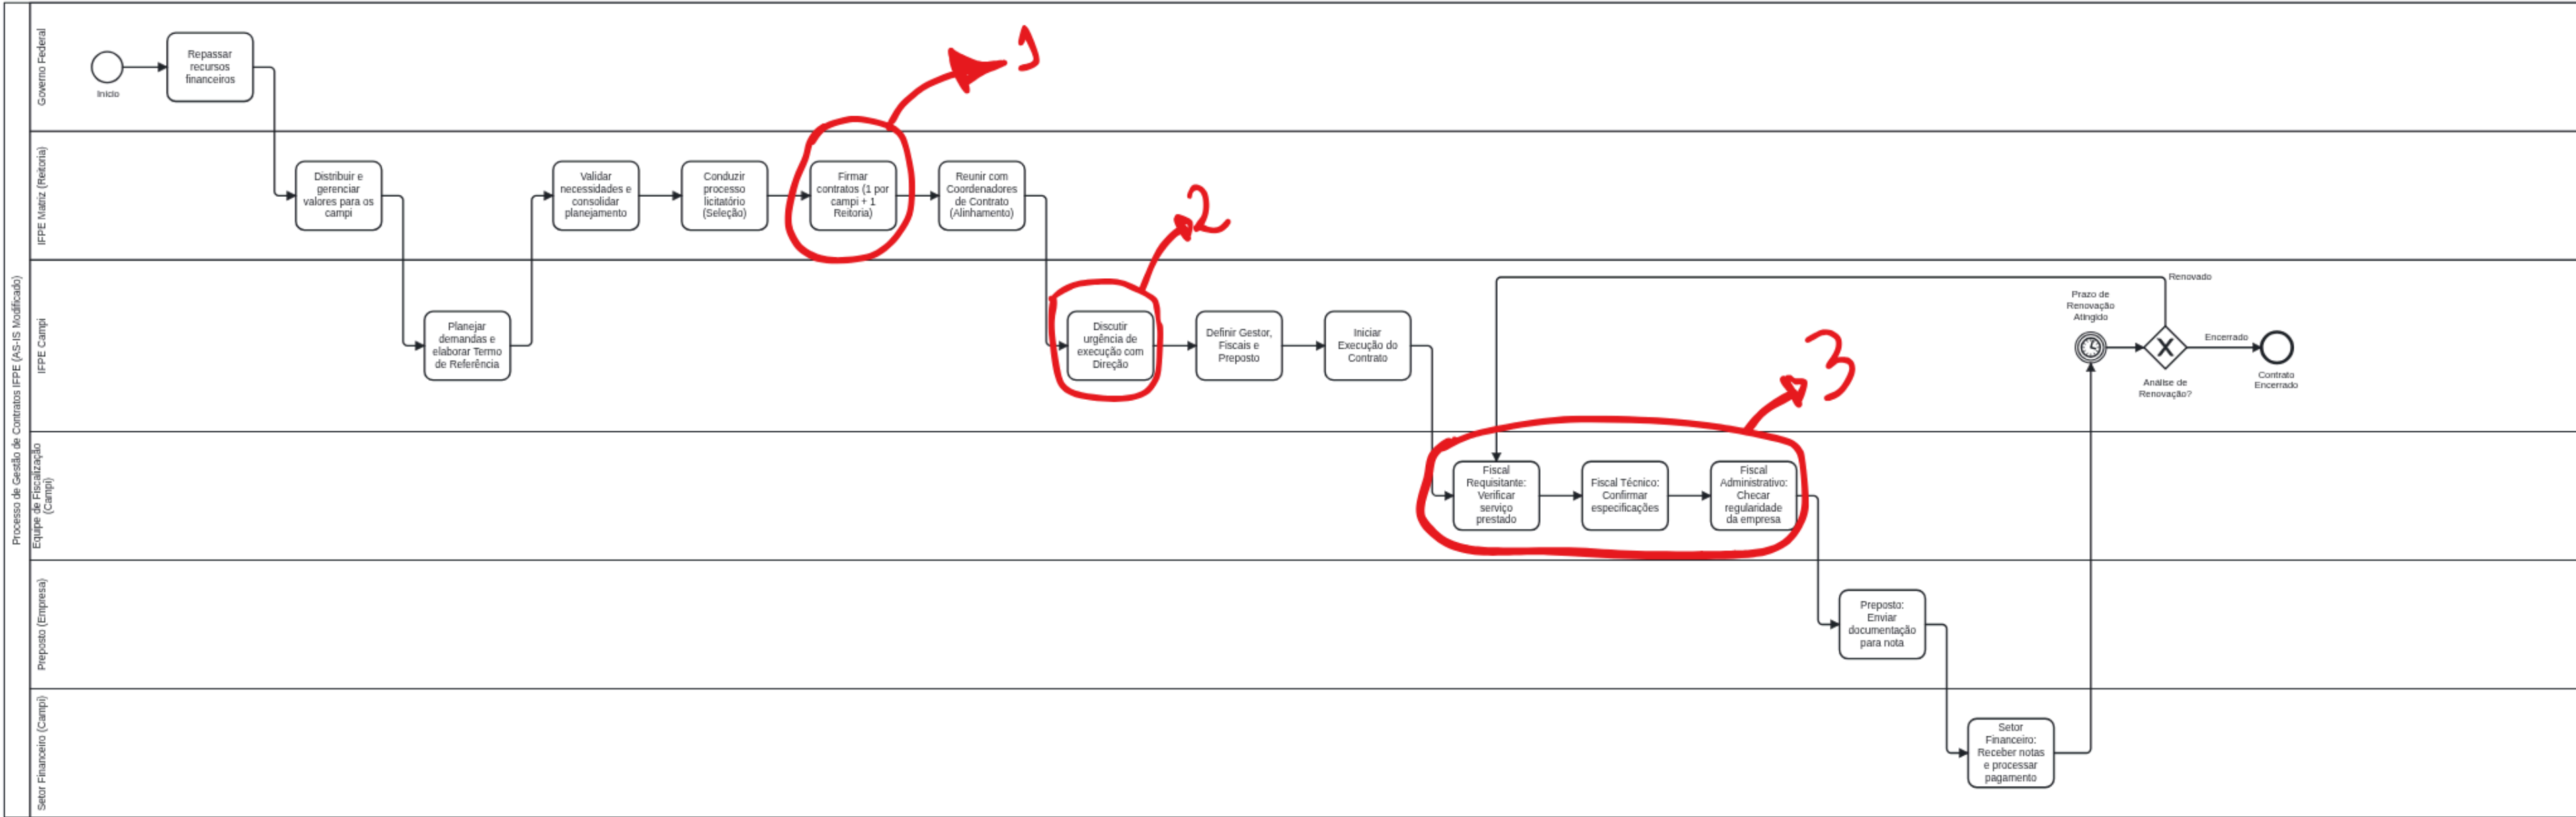 Processo de Gestão de Contratos IFPE (AS-IS Modificado)
Governo Federal
Início
Repassar
recursos
financeiros
1
IFPE Matriz (Reitoria)
Distribuir e
gerenciar
valores para os
campi
Validar
necessidades e
consolidar
planejamento
Conduzir
processo
licitatório
(Seleção)
Firmar
contratos (1 por
campi + 1
Reitoria)
Reunir com
Coordenadores
de Contrato
(Alinhamento)
2
IFPE Campi
Planejar
demandas e
elaborar Termo
de Referência
Discutir
urgência de
execução com
Direção
Definir Gestor,
Fiscais e
Preposto
Iniciar
Execução do
Contrato
3
Prazo de
Renovação
Atingido
Renovado
Análise de
Renovação?
Encerrado
Contrato
Encerrado
Equipe de Fiscalização
(Campi)
Fiscal
Requisitante:
Verificar
serviço
prestado
Fiscal Técnico:
Confirmar
especificações
Fiscal
Administrativo:
Checar
regularidade
da empresa
Preposto (Empresa)
Preposto:
Enviar
documentação
para nota
Setor Financeiro (Campi)
Setor
Financeiro:
Receber notas
e processar
pagamento